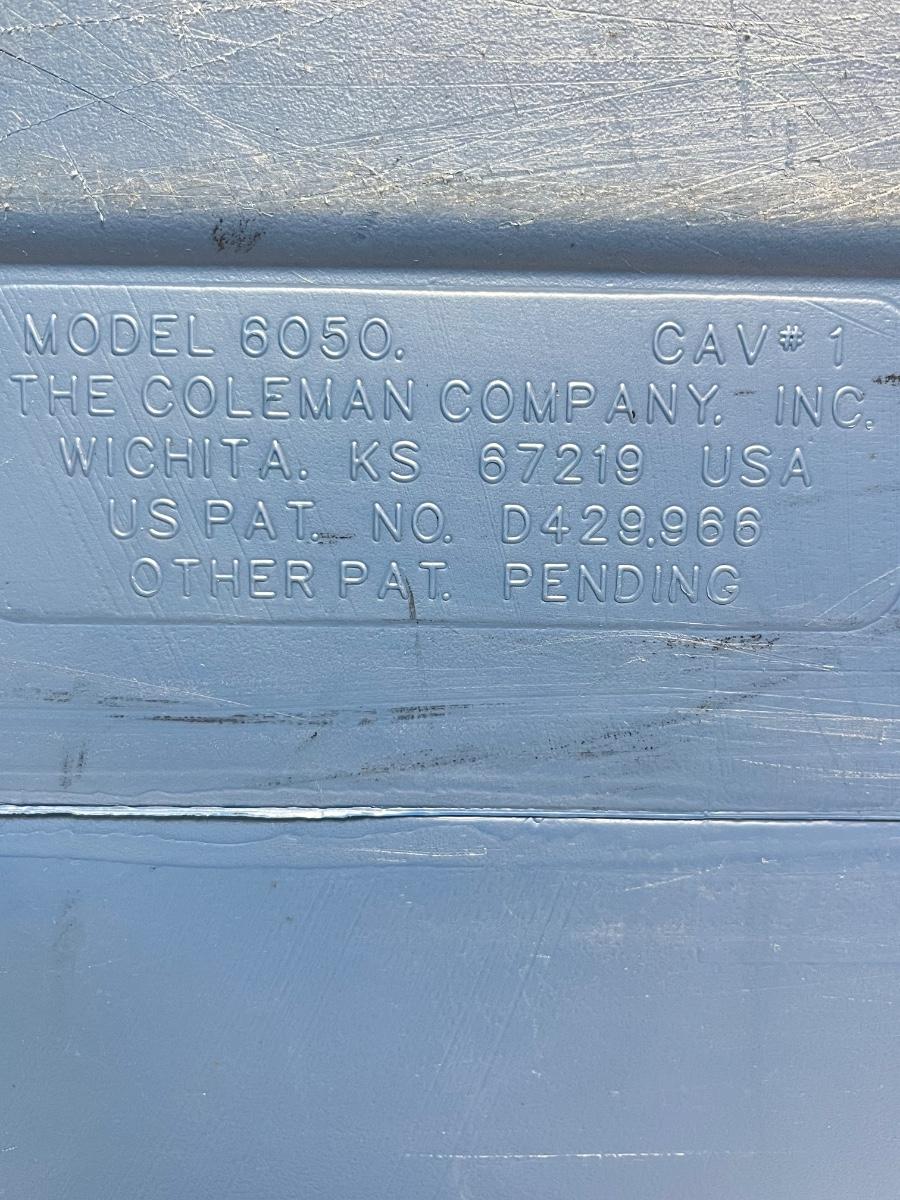 MODEL 6050. CAV# 1
THE COLEMAN COMPANY. INC.
WICHITA. KS 67219 USA
US PAT. NO. D429,966
OTHER PAT. PENDING